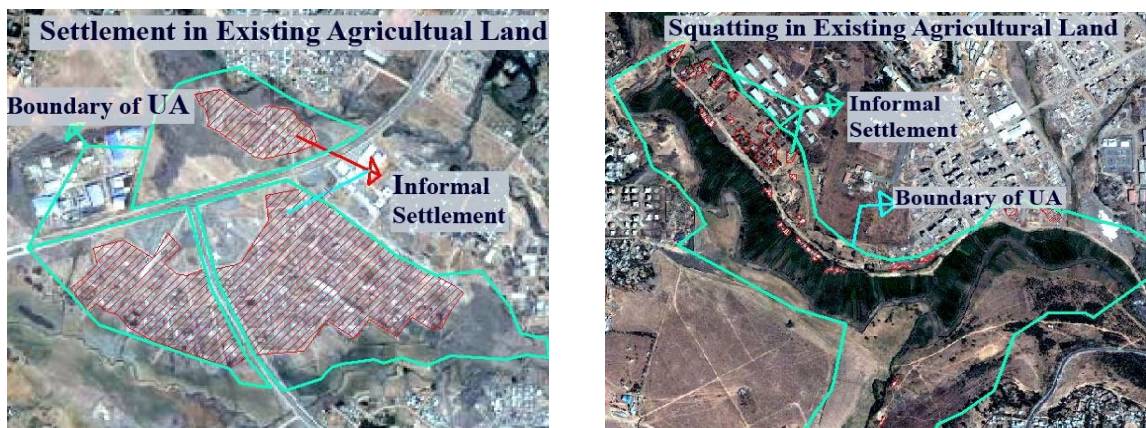 Settlement in Existing Agricultual Land
Boundary of UA
Informal
Settlement
Squatting in Existing Agricultural Land
Informal
Settlement
Boundary of UA